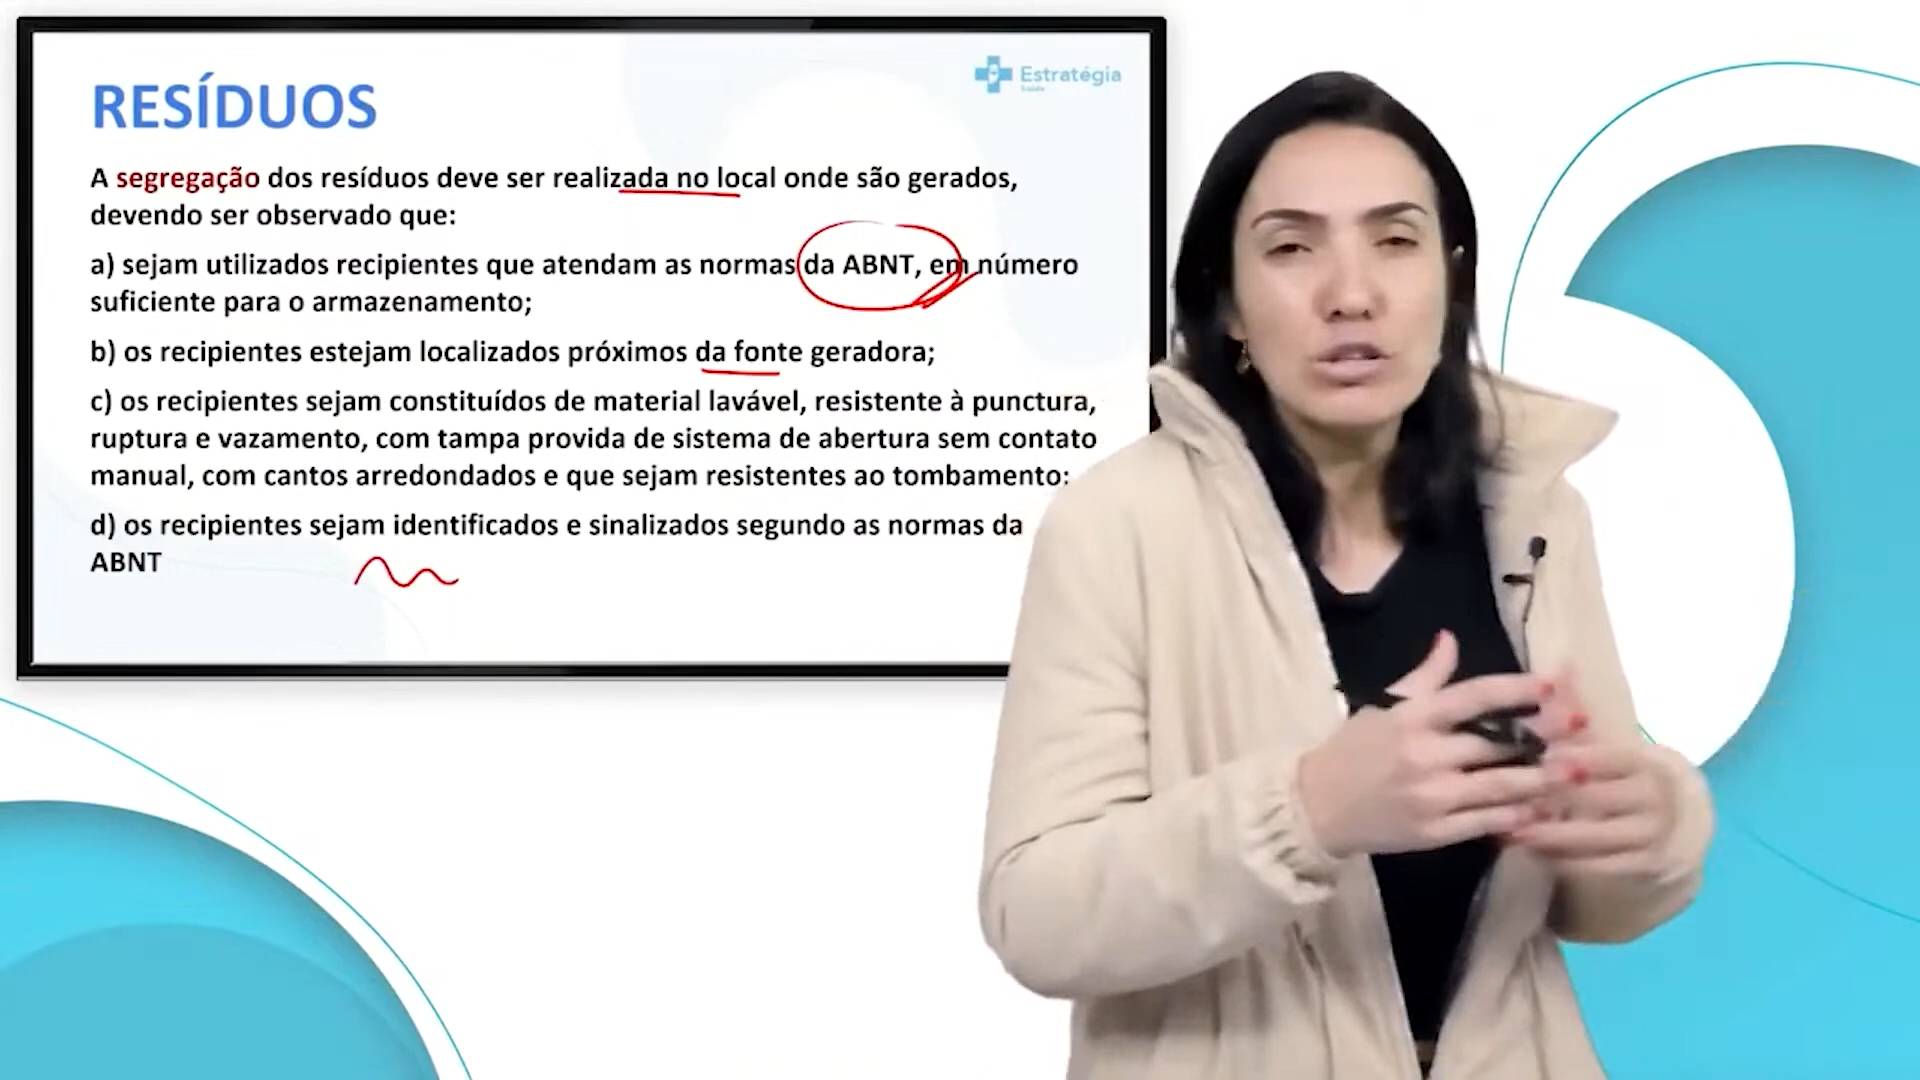 Estratégia
Saúde
RESÍDUOS
A segregação dos resíduos deve ser realizada no local onde são gerados,
devendo ser observado que:
a) sejam utilizados recipientes que atendam as normas da ABNT, em número
suficiente para o armazenamento;
b) os recipientes estejam localizados próximos da fonte geradora;
c) os recipientes sejam constituídos de material lavável, resistente à punctura,
ruptura e vazamento, com tampa provida de sistema de abertura sem contato
manual, com cantos arredondados e que sejam resistentes ao tombamento:
d) os recipientes sejam identificados e sinalizados segundo as normas da
ABNT